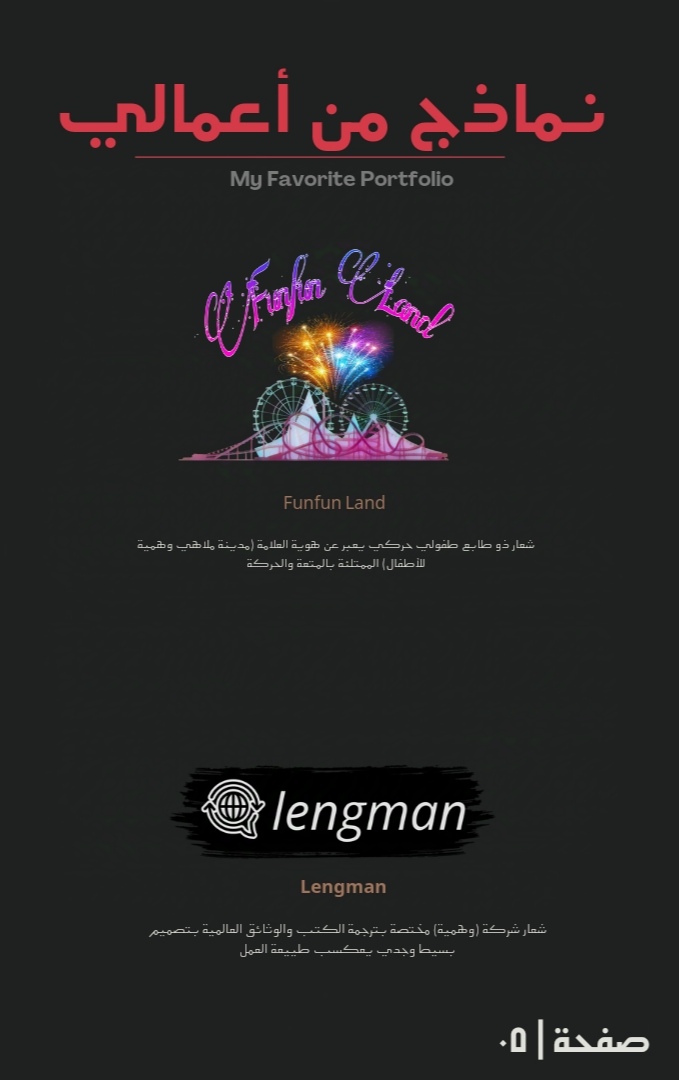 نماذج من أعمالي
My Favorite Portfolio
Funfun Land
Funfun Land
شعار ذو طابع طفولي حركي يعبر عن هوية العلامة (مدينة ملاهي وهمية
للأطفال) الممتلئة بالمتعة والحركة
lengman
Lengman
شعار شركة (وهمية) مختصة بترجمة الكتب والوثائق العالمية بتصميم
بسيط وجدي يعكسب طبيعة العمل
صفحة | ٠٥